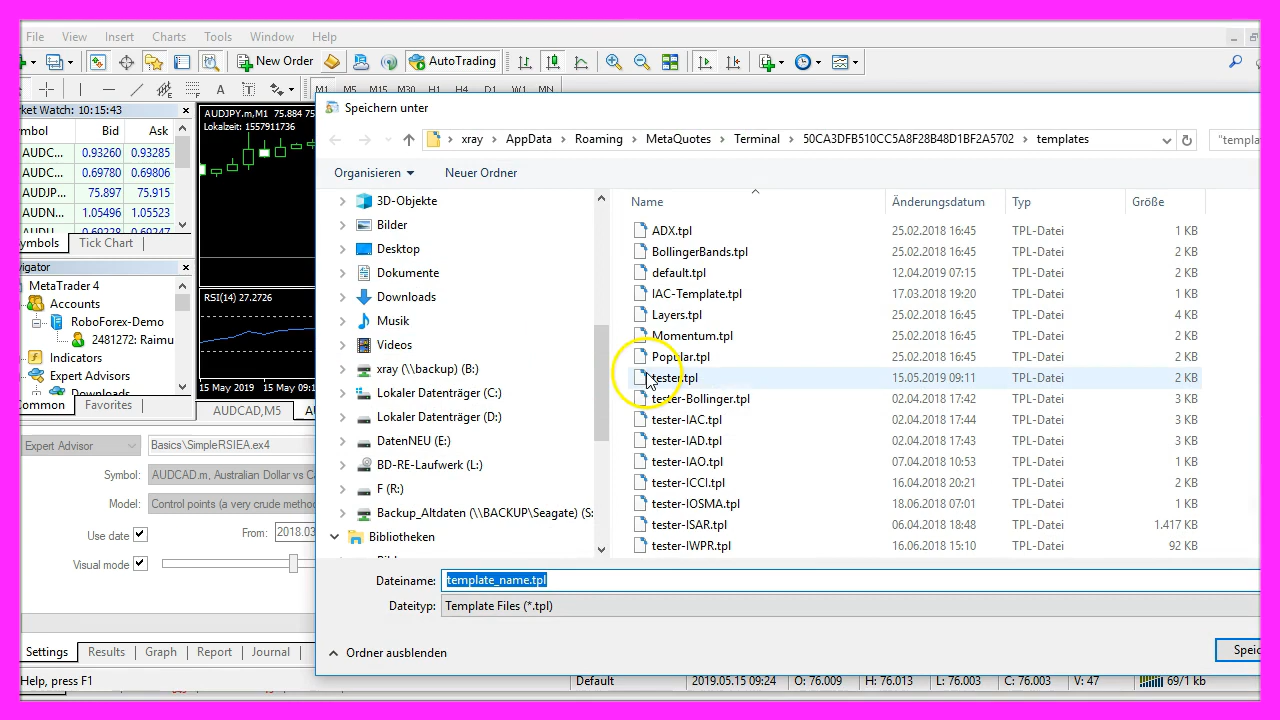 File View Insert Charts Tools Window Help
New Order AutoTrading
M1 M5 M15 M30 H1 H4 D1 W1 MN
arket Watch: 10:15:43
mbol Bid Ask
AUDC... 0.93260 0.93285
AUDC... 0.69806 0.69806
AUDJP... 75.897 75.915
AUDN... 1.05496 1.05523
AUDU... 0.69228 0.69247
ymbols Tick Chart
avigator
MetaTrader 4
Accounts
RoboForex-Demo
2481272: Raimu
Indicators
Expert Advisors
Common Favorites
AUDJPY.m,M1 75.884 75
Lokalzeit: 1557911736
RSI(14) 27.2726
15 May 2019 15 May 09:1
AUDCAD,M5
Expert Advisor Basics\SimpleRSIEA.ex4
Symbol: AUDCAD.m, Australian Dollar vs C
Model: Control points (a very crude metho
Use date From: 2018.03
Visual mode
Settings Results Graph Report Journal
Help, press F1 Default 2019.05.15 09:24 O: 76.009 H: 76.013 L: 76.003 C: 76.003 V: 47 69/1 kb
Speichern unter
xray AppData Roaming MetaQuotes Terminal 50CA3DFB510CC5A8F28B48D1BF2A5702 templates "templa
Organisieren Neuer Ordner
3D-Objekte
Bilder
Desktop
Dokumente
Downloads
Musik
Videos
xray (\\backup) (B:)
Lokaler Datenträger (C:)
Lokaler Datenträger (D:)
DatenNEU (E:)
BD-RE-Laufwerk (L:)
F (R:)
Backup_Altdaten (\\BACKUP\Seagate) (S:
Bibliotheken
Name Änderungsdatum Typ Größe
ADX.tpl 25.02.2018 16:45 TPL-Datei 1 KB
BollingerBands.tpl 25.02.2018 16:45 TPL-Datei 2 KB
default.tpl 12.04.2019 07:15 TPL-Datei 2 KB
IAC-Template.tpl 17.03.2018 19:20 TPL-Datei 1 KB
Layers.tpl 25.02.2018 16:45 TPL-Datei 4 KB
Momentum.tpl 25.02.2018 16:45 TPL-Datei 2 KB
Popular.tpl 25.02.2018 16:45 TPL-Datei 2 KB
tester.tpl 15.05.2019 09:11 TPL-Datei 2 KB
tester-Bollinger.tpl 02.04.2018 17:42 TPL-Datei 3 KB
tester-IAC.tpl 02.04.2018 17:44 TPL-Datei 3 KB
tester-IAD.tpl 02.04.2018 17:43 TPL-Datei 3 KB
tester-IAO.tpl 07.04.2018 10:53 TPL-Datei 1 KB
tester-ICCI.tpl 16.04.2018 20:21 TPL-Datei 1 KB
tester-IOSMA.tpl 18.06.2018 07:01 TPL-Datei 1 KB
tester-ISAR.tpl 06.04.2018 18:48 TPL-Datei 1.417 KB
tester-IWPR.tpl 16.06.2018 15:10 TPL-Datei 92 KB
Dateiname: template_name.tpl
Dateityp: Template Files (*.tpl)
Ordner ausblenden Speic